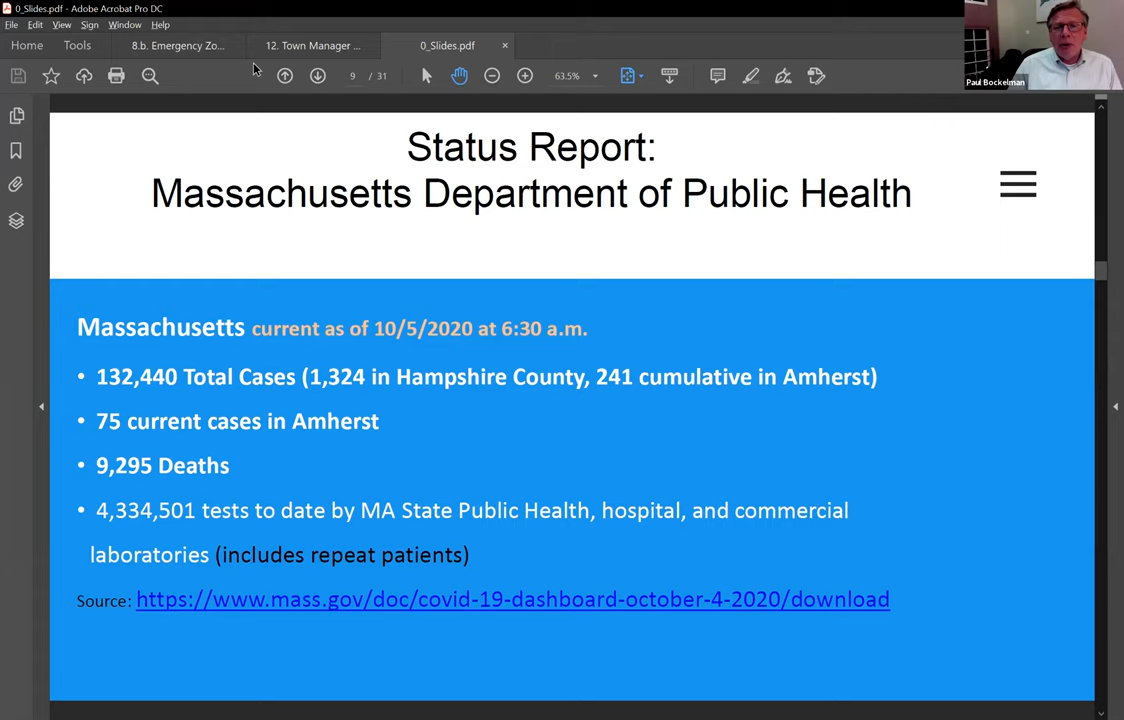 0_Slides.pdf - Adobe Acrobat Pro DC
File Edit View Sign Window Help
Home Tools 8.b. Emergency Zo... 12. Town Manager ... 0_Slides.pdf ×
9 / 31 63.5%
Paul Bockelman
Status Report:
Massachusetts Department of Public Health
Massachusetts current as of 10/5/2020 at 6:30 a.m.
• 132,440 Total Cases (1,324 in Hampshire County, 241 cumulative in Amherst)
• 75 current cases in Amherst
• 9,295 Deaths
• 4,334,501 tests to date by MA State Public Health, hospital, and commercial
laboratories (includes repeat patients)
Source: https://www.mass.gov/doc/covid-19-dashboard-october-4-2020/download